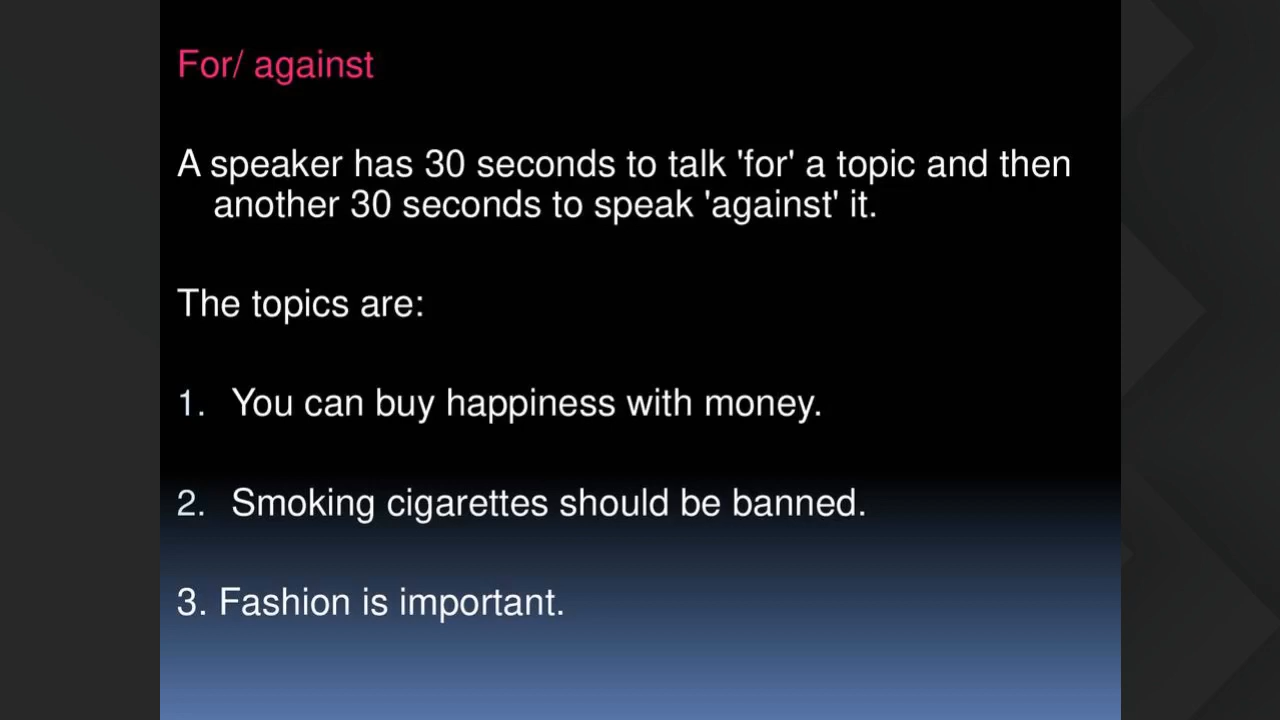 For/ against
A speaker has 30 seconds to talk 'for' a topic and then
another 30 seconds to speak 'against' it.
The topics are:
1. You can buy happiness with money.
2. Smoking cigarettes should be banned.
3. Fashion is important.